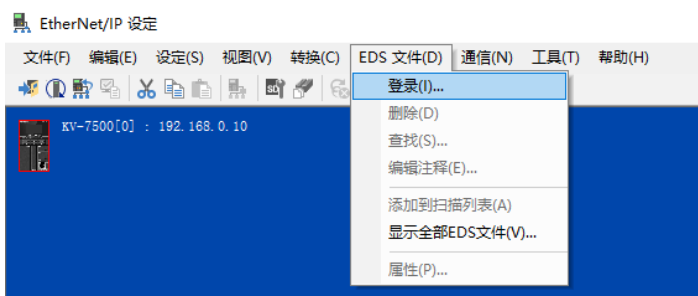 EtherNet/IP 设定
文件(F) 编辑(E) 设定(S) 视图(V) 转换(C) EDS 文件(D) 通信(N) 工具(T) 帮助(H)
登录(I)...
KV-7500[0] : 192.168.0.10
删除(D)
查找(S)...
编辑注释(E)...
添加到扫描列表(A)
显示全部EDS文件(V)...
属性(P)...